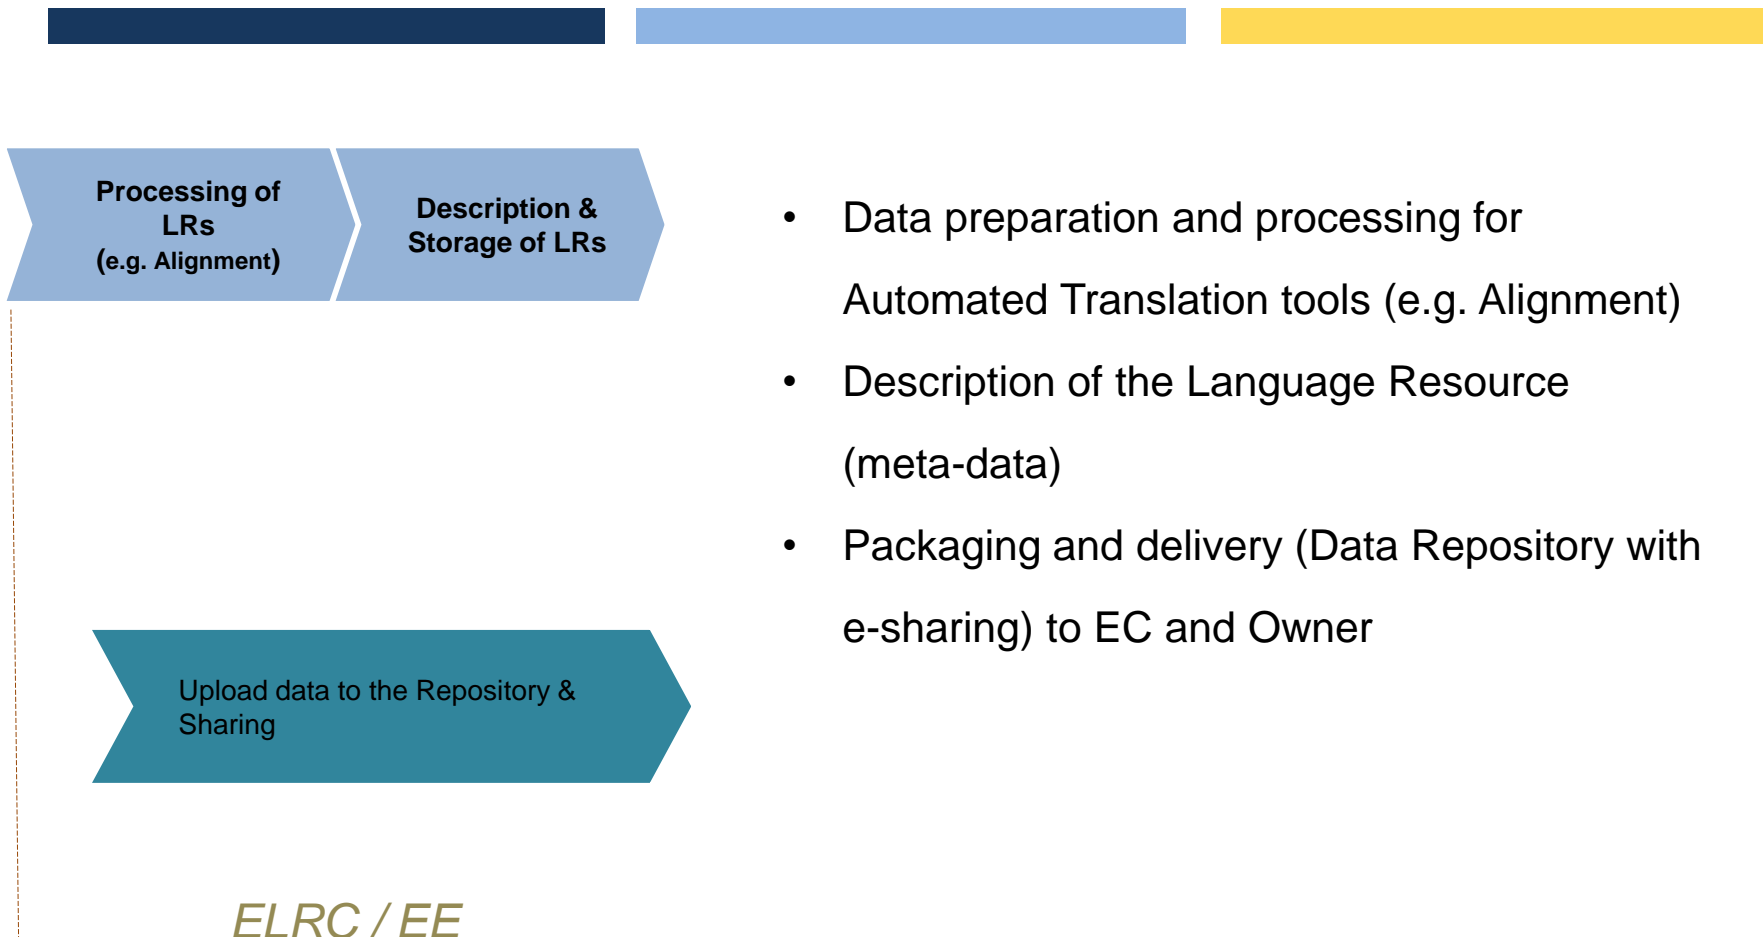 Processing of
LRs
(e.g. Alignment)
Description &
Storage of LRs
• Data preparation and processing for
Automated Translation tools (e.g. Alignment)
• Description of the Language Resource
(meta-data)
• Packaging and delivery (Data Repository with
e-sharing) to EC and Owner
Upload data to the Repository &
Sharing
ELRC / EE